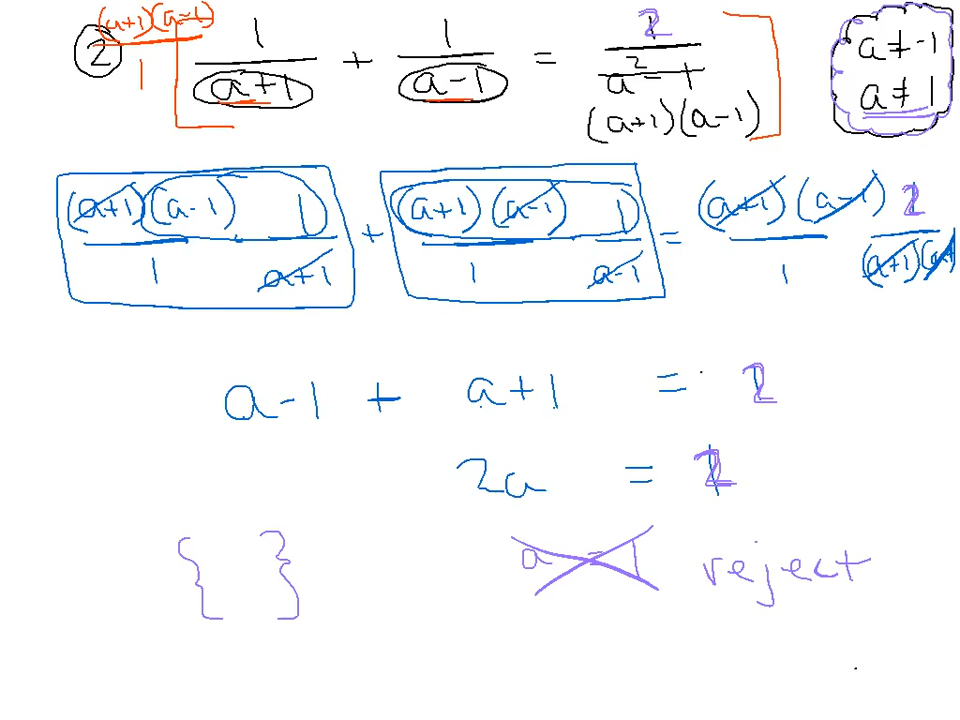 ② (a+1)(a-1)/1 [ 1/(a+1) + 1/(a-1) = 2/(a²-1) ] a≠-1
(a+1)(a-1) a≠1
(a+1)(a-1)/1 1/(a+1) + (a+1)(a-1)/1 1/(a-1) = (a+1)(a-1)/1 2/(a+1)(a-1)
a-1 + a+1 = 2
2a = 2
{ } a = 1 reject